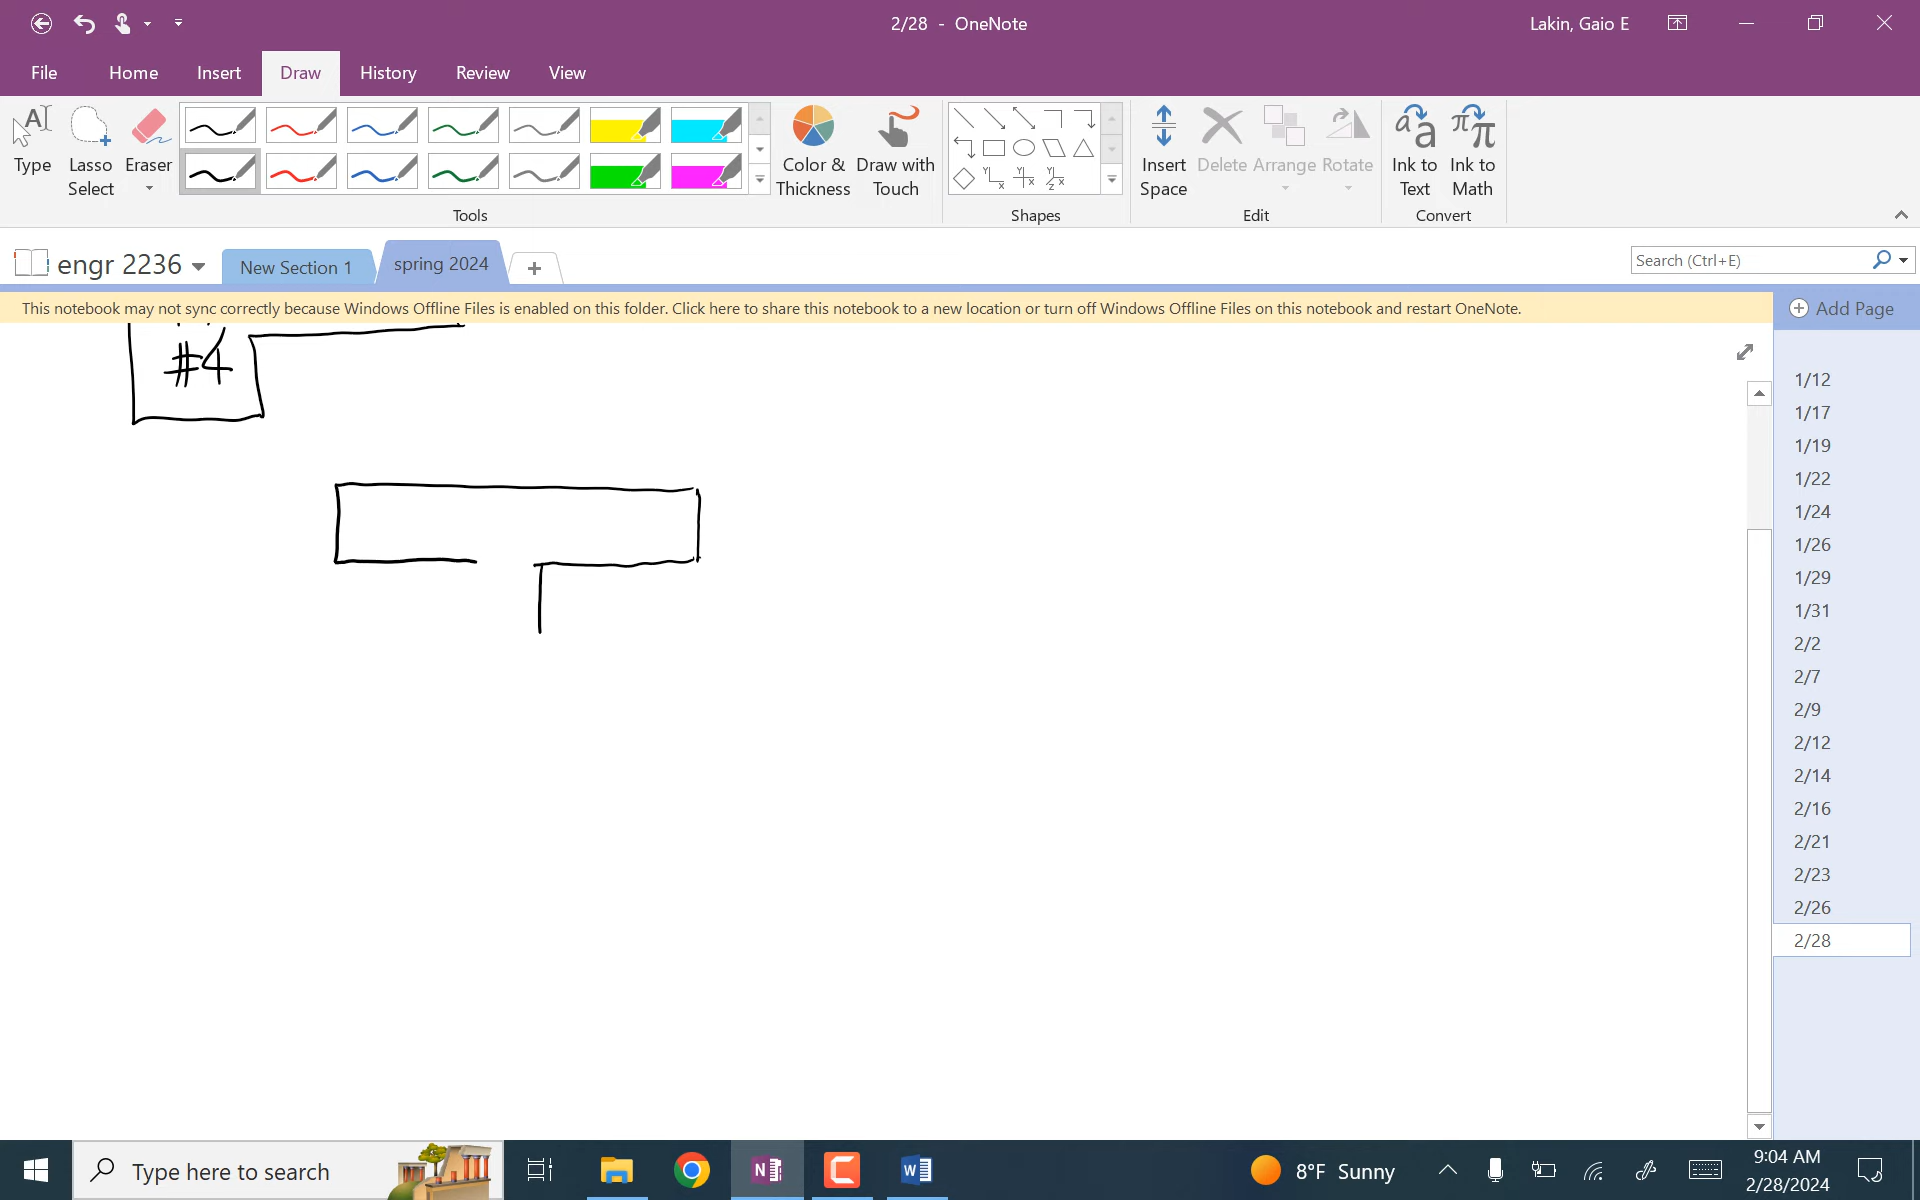 2/28 - OneNote
Lakin, Gaio E
File Home Insert Draw History Review View
Type
Lasso Select
Eraser
Color & Thickness
Draw with Touch
Insert Space
Delete
Arrange
Rotate
Ink to Text
Ink to Math
Tools
Shapes
Edit
Convert
engr 2236
New Section 1
spring 2024
Search (Ctrl+E)
This notebook may not sync correctly because Windows Offline Files is enabled on this folder. Click here to share this notebook to a new location or turn off Windows Offline Files on this notebook and restart OneNote.
Add Page
#4
1/12
1/17
1/19
1/22
1/24
1/26
1/29
1/31
2/2
2/7
2/9
2/12
2/14
2/16
2/21
2/23
2/26
2/28
Type here to search
8°F Sunny
9:04 AM
2/28/2024